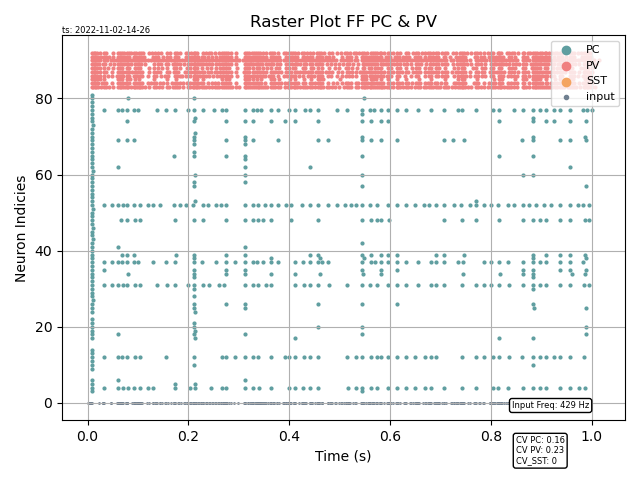 Raster Plot FF PC & PV
ts: 2022-11-02-14-26
PC
PV
SST
input
80
60
40
20
0
Neuron Indicies
Input Freq: 429 Hz
0.0 0.2 0.4 0.6 0.8 1.0
Time (s)
CV PC: 0.16
CV PV: 0.23
CV_SST: 0